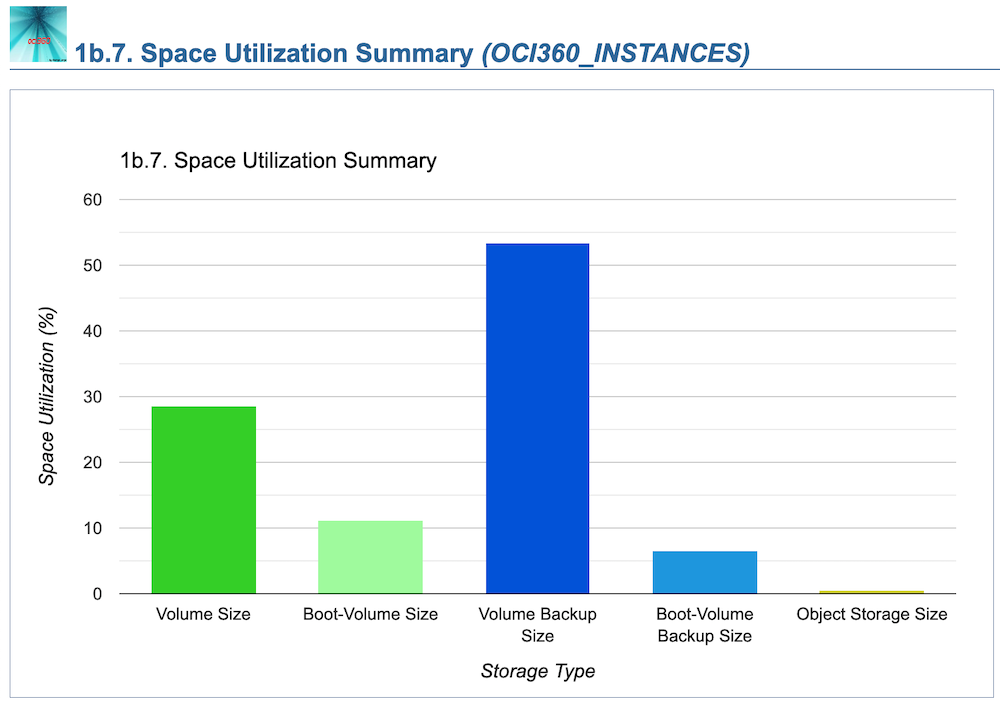 OCI360
1b.7. Space Utilization Summary (OCI360_INSTANCES)
1b.7. Space Utilization Summary
60
50
40
30
20
10
0
Space Utilization (%)
Volume Size
Boot-Volume Size
Volume Backup
Size
Boot-Volume
Backup Size
Object Storage Size
Storage Type